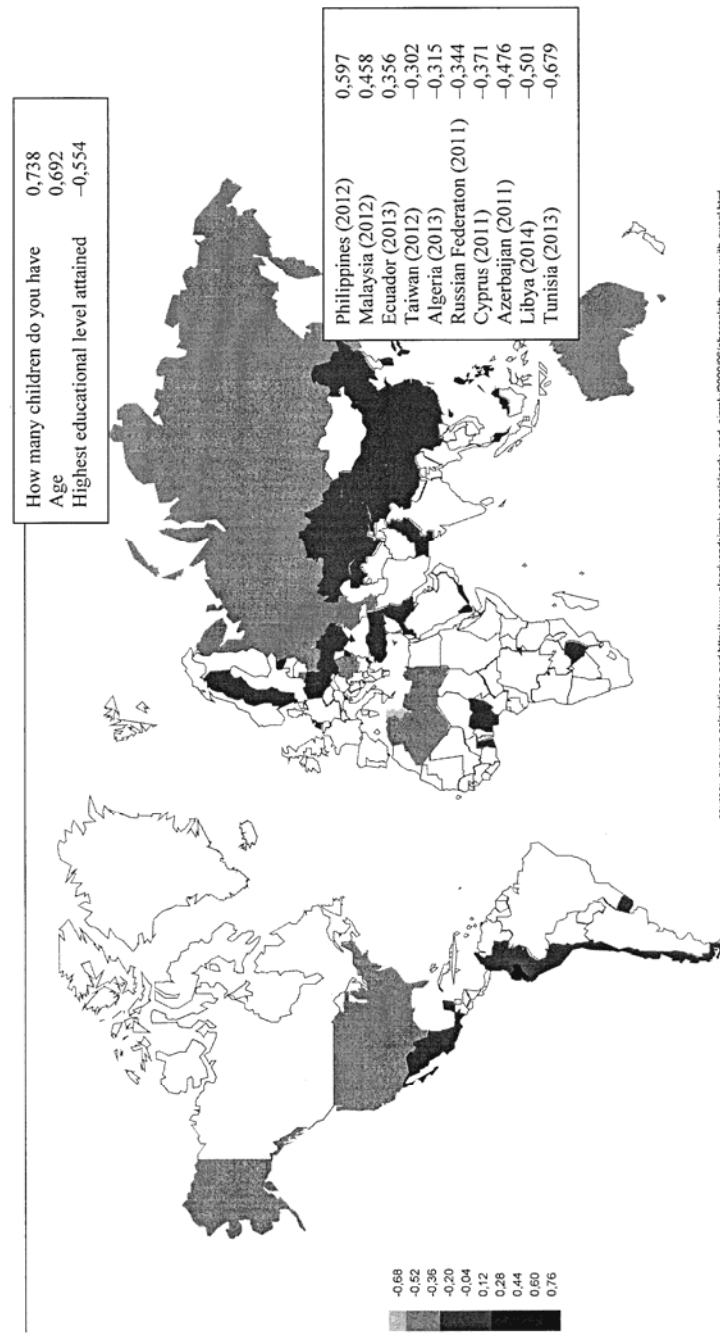 How many children do you have 0,738
Age 0,692
Highest educational level attained –0,554
Philippines (2012) 0,597
Malaysia (2012) 0,458
Ecuador (2013) 0,356
Taiwan (2012) –0,302
Algeria (2013) –0,315
Russian Federaton (2011) –0,344
Cyprus (2011) –0,371
Azerbaijan (2011) –0,476
Libya (2014) –0,501
Tunisia (2013) –0,679
-0,68
-0,52
-0,36
-0,20
-0,04
0,12
0,28
0,44
0,60
0,76